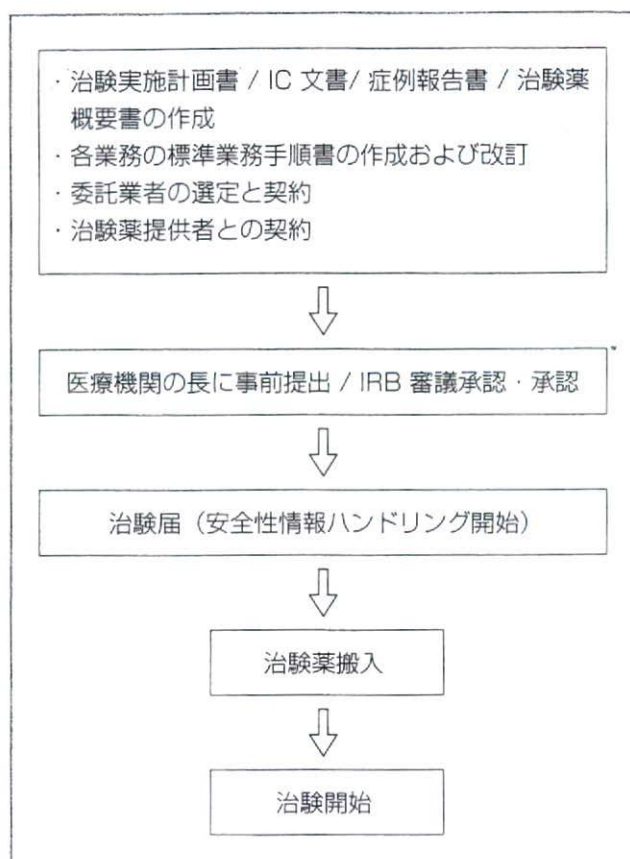 ・治験実施計画書 / IC 文書/ 症例報告書 / 治験薬
概要書の作成
・各業務の標準業務手順書の作成および改訂
・委託業者の選定と契約
・治験薬提供者との契約
医療機関の長に事前提出 / IRB 審議承認・承認
治験届（安全性情報ハンドリング開始）
治験薬搬入
治験開始